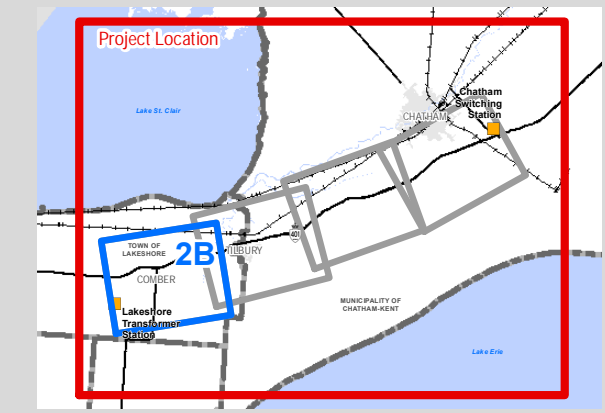 Project Location
Chatham
Switching
Station
Lake St. Clair
CHATHAM
TOWN OF
LAKESHORE
2B
TILBURY
401
COMBER
MUNICIPALITY OF
CHATHAM-KENT
Lakeshore
Transformer
Station
Lake Erie